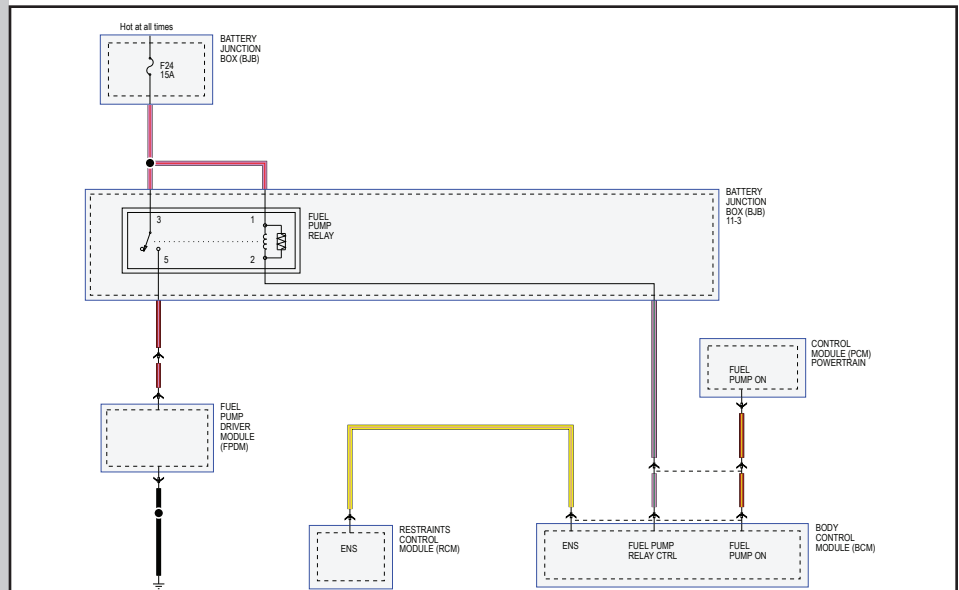 Hot at all times
BATTERY
JUNCTION
BOX (BJB)
F24
15A
BATTERY
JUNCTION
BOX (BJB)
11-3
3
1
FUEL
PUMP
RELAY
5
2
CONTROL
MODULE (PCM)
POWERTRAIN
FUEL
PUMP ON
FUEL
PUMP
DRIVER
MODULE
(FPDM)
RESTRAINTS
CONTROL
MODULE (RCM)
ENS
BODY
CONTROL
MODULE (BCM)
ENS
FUEL PUMP
RELAY CTRL
FUEL
PUMP ON